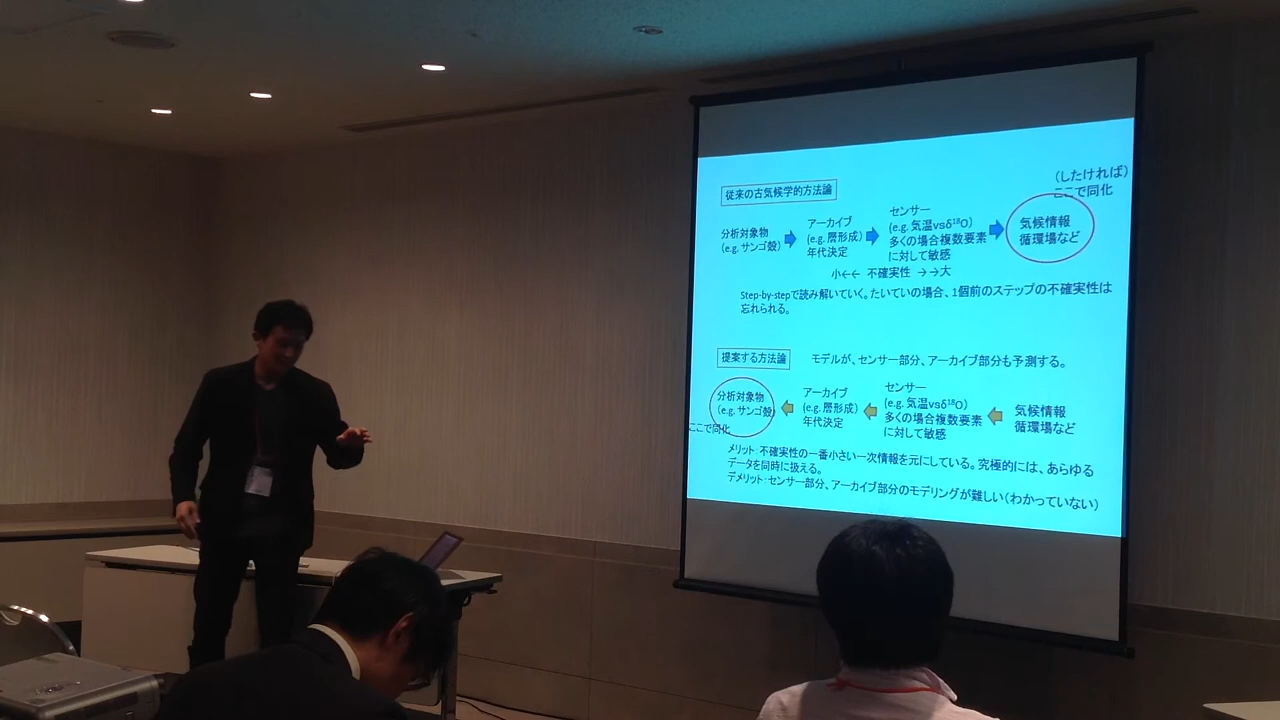 (したければ)
ここで同化
従来の古気候学的方法論
分析対象物
(e.g. サンゴ殻)
アーカイブ
(e.g. 層形成)
年代決定
センサー
(e.g. 気温vsδ¹⁸O)
多くの場合複数要素
に対して敏感
気候情報
循環場など
小←← 不確実性 →→大
Step-by-stepで読み解いていく。たいていの場合、1個前のステップの不確実性は
忘れられる。
提案する方法論
モデルが、センサー部分、アーカイブ部分も予測する。
分析対象物
(e.g. サンゴ殻)
ここで同化
アーカイブ
(e.g. 層形成)
年代決定
センサー
(e.g. 気温vsδ¹⁸O)
多くの場合複数要素
に対して敏感
気候情報
循環場など
メリット:不確実性の一番小さい一次情報を元にしている。究極的には、あらゆる
データを同時に扱える。
デメリット:センサー部分、アーカイブ部分のモデリングが難しい(わかっていない)